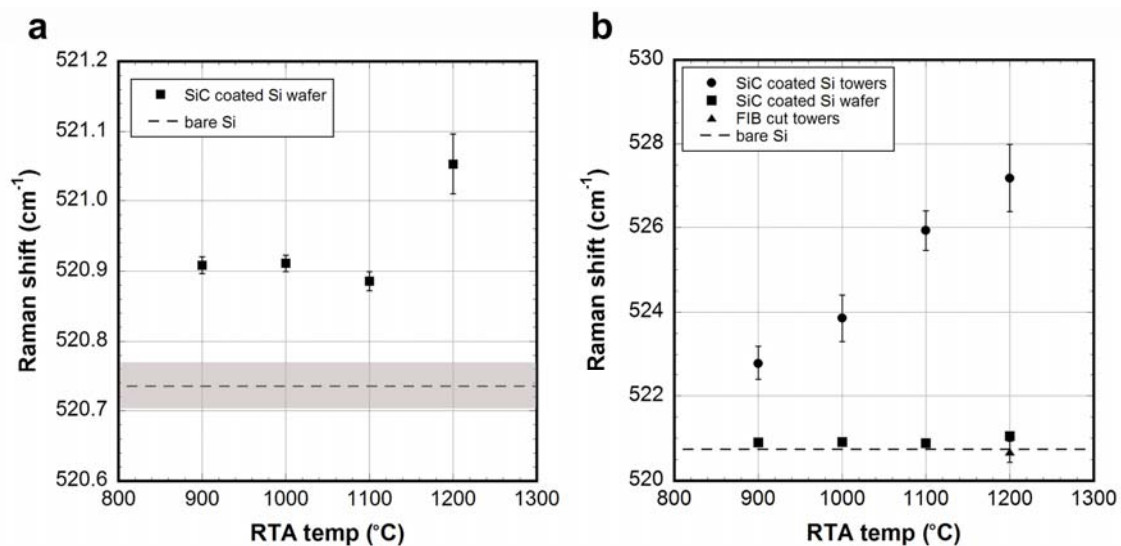 a
521.2
521.1
521.0
520.9
520.8
520.7
520.6
Raman shift (cm⁻¹)
SiC coated Si wafer
bare Si
800 900 1000 1100 1200 1300
RTA temp (°C)
b
530
528
526
524
522
520
Raman shift (cm⁻¹)
SiC coated Si towers
SiC coated Si wafer
FIB cut towers
bare Si
800 900 1000 1100 1200 1300
RTA temp (°C)